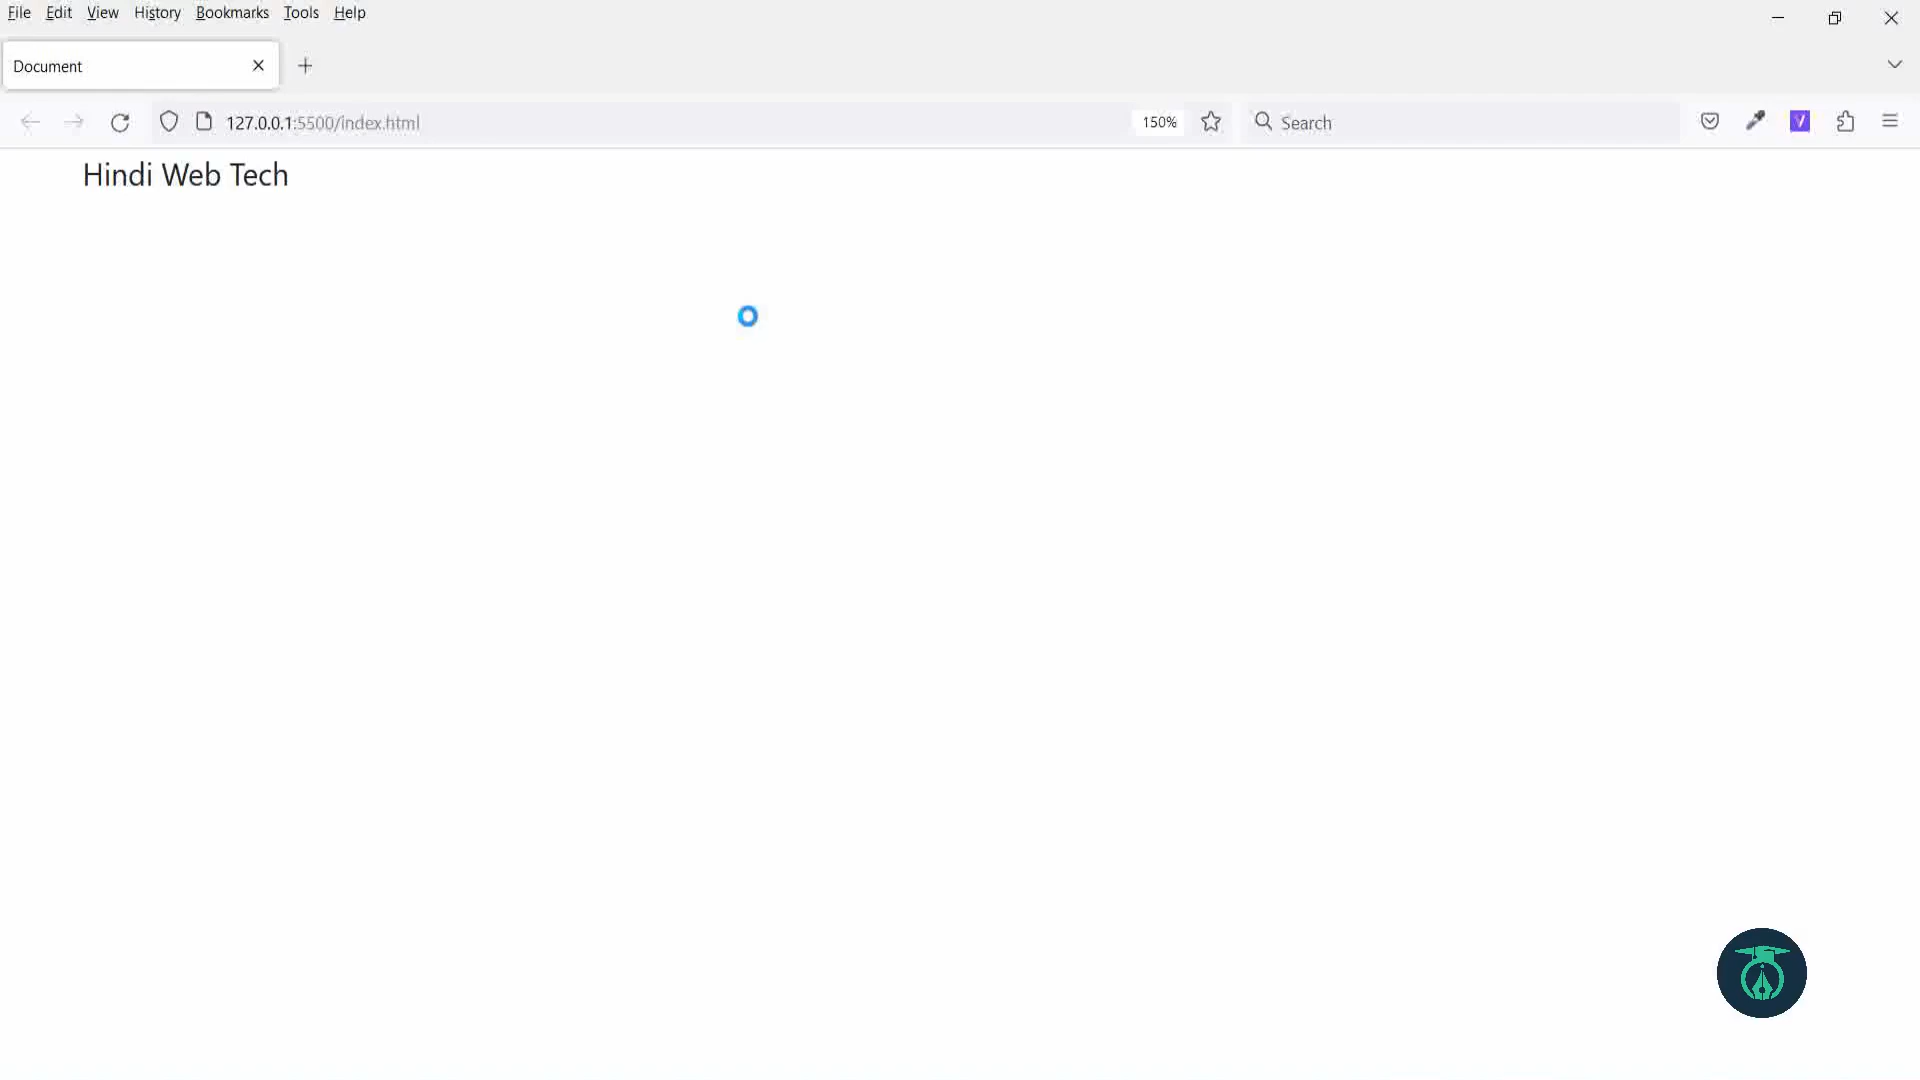 File Edit View History Bookmarks Tools Help
Document
127.0.0.1:5500/index.html 150% Search
Hindi Web Tech